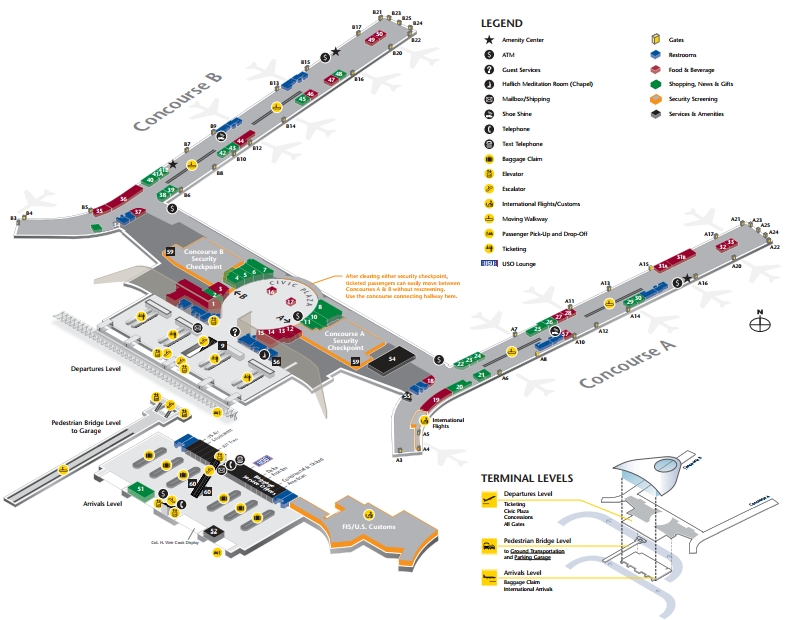 B21
B23
B25
B24
B17
B22
50
49
B20
B15
48
47
B16
B13
46
45
Concourse B
B14
B9
44
43
42
B12
B10
B7
41A
40
B8
39
38
B6
36
35
37
34
B5
B4
B3
59
Concourse B
Security
Checkpoint
4 5 6 7
3
2
1
CIVIC PLAZA
B
A
8
10
11
15 14 13 12
9
56
After clearing either security checkpoint,
ticketed passengers can easily move between
Concourses A & B without rescreening.
Use the concourse connecting hallway here.
Concourse A
Security
Checkpoint
59
54
55
18
19
20
21
22 23 24
25
26
27 28
57
29 30
31A
31B
32
33
A21
A23
A25
A24
A22
A17
A20
A15
A16
A13
A14
A11
A12
A10
A7
A8
A6
A5
A4
A3
International
Flights
Concourse A
N
Departures Level
Pedestrian Bridge Level
to Garage
Arrivals Level
51
60
60
52
Col. H. Weir Cook Display
FIS/U.S. Customs
LEGEND
Amenity Center
ATM
Guest Services
Haflich Meditation Room (Chapel)
Mailbox/Shipping
Shoe Shine
Telephone
Text Telephone
Baggage Claim
Elevator
Escalator
International Flights/Customs
Moving Walkway
Passenger Pick-Up and Drop-Off
Ticketing
USO Lounge
Gates
Restrooms
Food & Beverage
Shopping, News & Gifts
Security Screening
Services & Amenities
TERMINAL LEVELS
Departures Level
Ticketing
Civic Plaza
Concessions
All Gates
Pedestrian Bridge Level
to Ground Transportation
and Parking Garage
Arrivals Level
Baggage Claim
International Arrivals
Concourse B
Concourse A